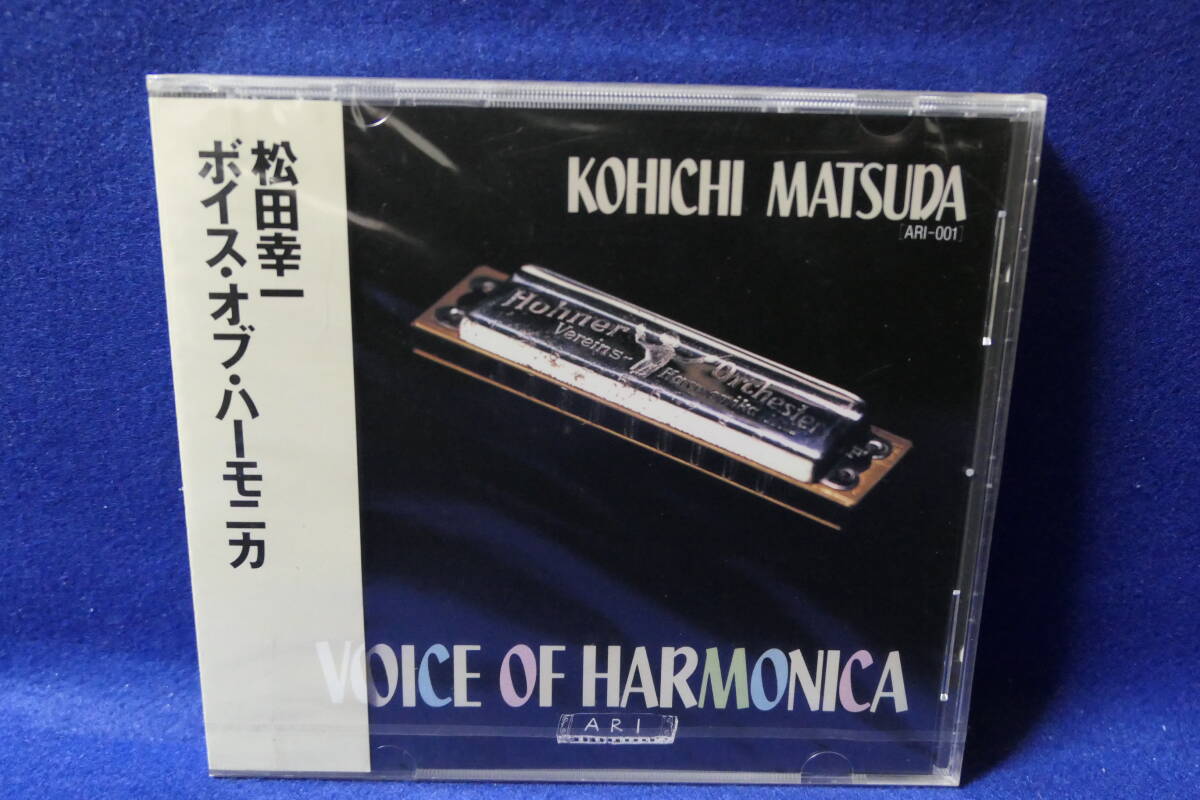 松田幸一
ボイス・オブ・ハーモニカ
KOHICHI MATSUDA
[ARI-001]
Hohner Orchester
Vereins-Harmonika
VOICE OF HARMONICA
ARI